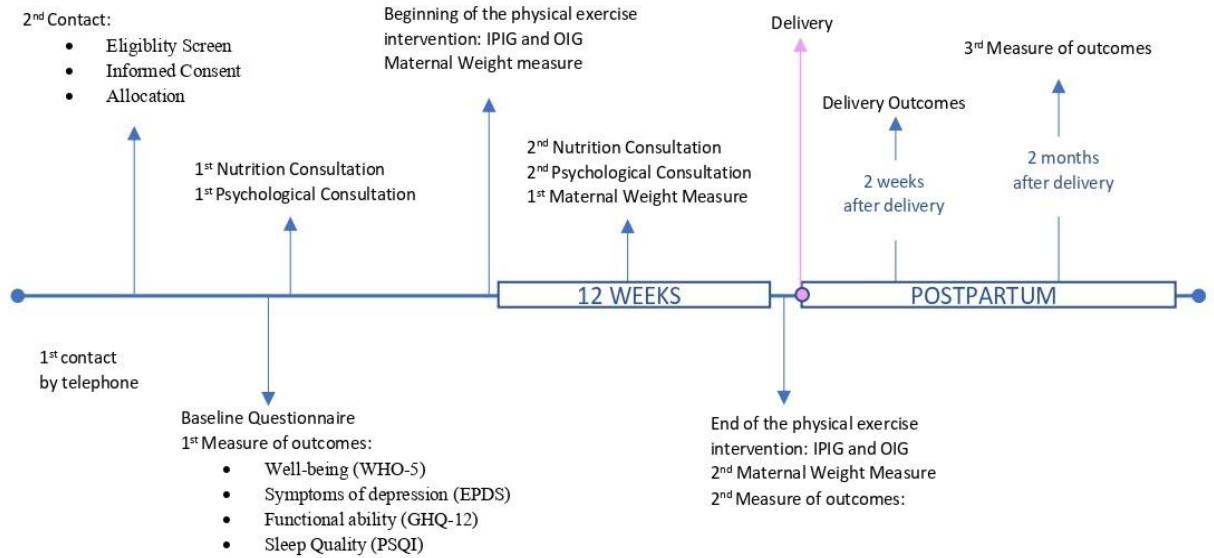 2nd Contact:
• Eligiblity Screen
• Informed Consent
• Allocation
1st Nutrition Consultation
1st Psychological Consultation
Beginning of the physical exercise
intervention: IPIG and OIG
Maternal Weight measure
2nd Nutrition Consultation
2nd Psychological Consultation
1st Maternal Weight Measure
Delivery
Delivery Outcomes
2 weeks
after delivery
3rd Measure of outcomes
2 months
after delivery
12 WEEKS
POSTPARTUM
1st contact
by telephone
Baseline Questionnaire
1st Measure of outcomes:
• Well-being (WHO-5)
• Symptoms of depression (EPDS)
• Functional ability (GHQ-12)
• Sleep Quality (PSQI)
End of the physical exercise
intervention: IPIG and OIG
2nd Maternal Weight Measure
2nd Measure of outcomes: